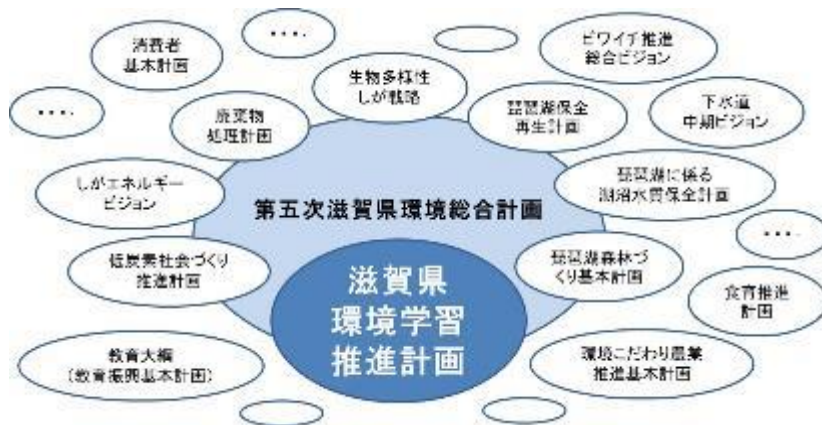 消費者
基本計画
・・・.
ビワイチ推進
総合ビジョン
生物多様性
しが戦略
・・・.
廃棄物
処理計画
琵琶湖保全
再生計画
下水道
中期ビジョン
しがエネルギー
ビジョン
琵琶湖に係る
湖沼水質保全計画
第五次滋賀県環境総合計画
・・・.
低炭素社会づくり
推進計画
琵琶湖森林づ
くり基本計画
滋賀県
環境学習
推進計画
食育推進
計画
教育大綱
(教育振興基本計画)
環境こだわり農業
推進基本計画